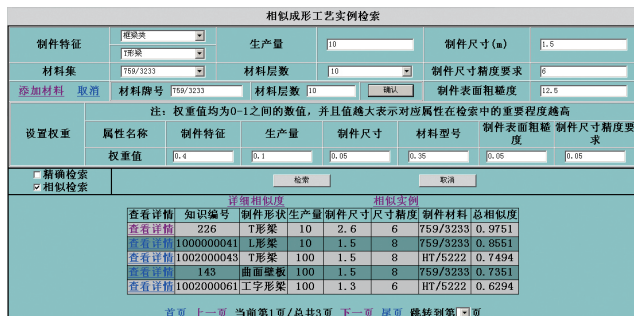 相似成形工艺实例检索
制件特征 框梁类 生产量 10 制件尺寸(m) 1.5
T形梁
材料集 759/3233 材料层数 10 制件尺寸精度要求 6
添加材料 取消 材料牌号 759/3233 材料层数 10 确认 制件表面粗糙度 12.5
注: 权重值均为0-1之间的数值, 并且值越大表示对应属性在检索中的重要程度越高
设置权重 属性名称 制件特征 生产量 制件尺寸 材料型号 制件表面粗糙度 制件尺寸精度要求
权重值 0.4 0.1 0.05 0.35 0.05 0.05
精确检索
相似检索 检索 取消
详细相似度 相似实例
查看详情 知识编号 制件形状 生产量 制件尺寸 尺寸精度 制件材料 总相似度
查看详情 226 T形梁 10 2.6 6 759/3233 0.9751
查看详情 1000000041 L形梁 10 1.5 8 759/3233 0.8551
查看详情 1002000043 T形梁 100 1.5 8 HT/5222 0.7494
查看详情 143 曲面壁板 100 1.5 8 759/3233 0.7351
查看详情 1002000061 工字形梁 100 1.3 6 HT/5222 0.6294
首页 上一页 当前第1页/总共3页 下一页 尾页 跳转到第 页